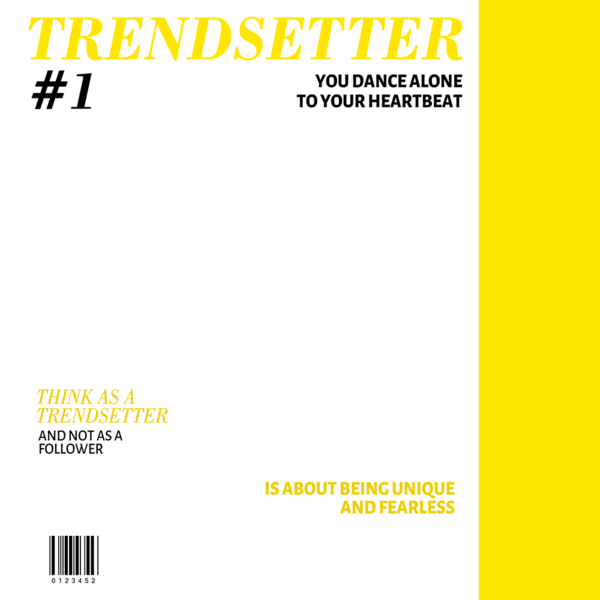 TRENDSETTER
#1
YOU DANCE ALONE
TO YOUR HEARTBEAT
THINK AS A
TRENDSETTER
AND NOT AS A
FOLLOWER
IS ABOUT BEING UNIQUE
AND FEARLESS
0123452